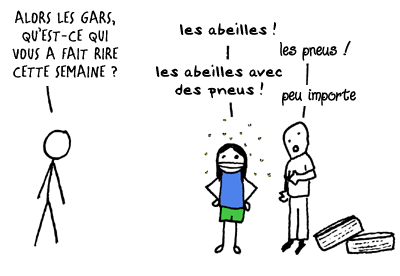 ALORS LES GARS,
QU'EST-CE QUI
VOUS A FAIT RIRE
CETTE SEMAINE ?
les abeilles !
les abeilles avec
des pneus !
les pneus !
peu importe